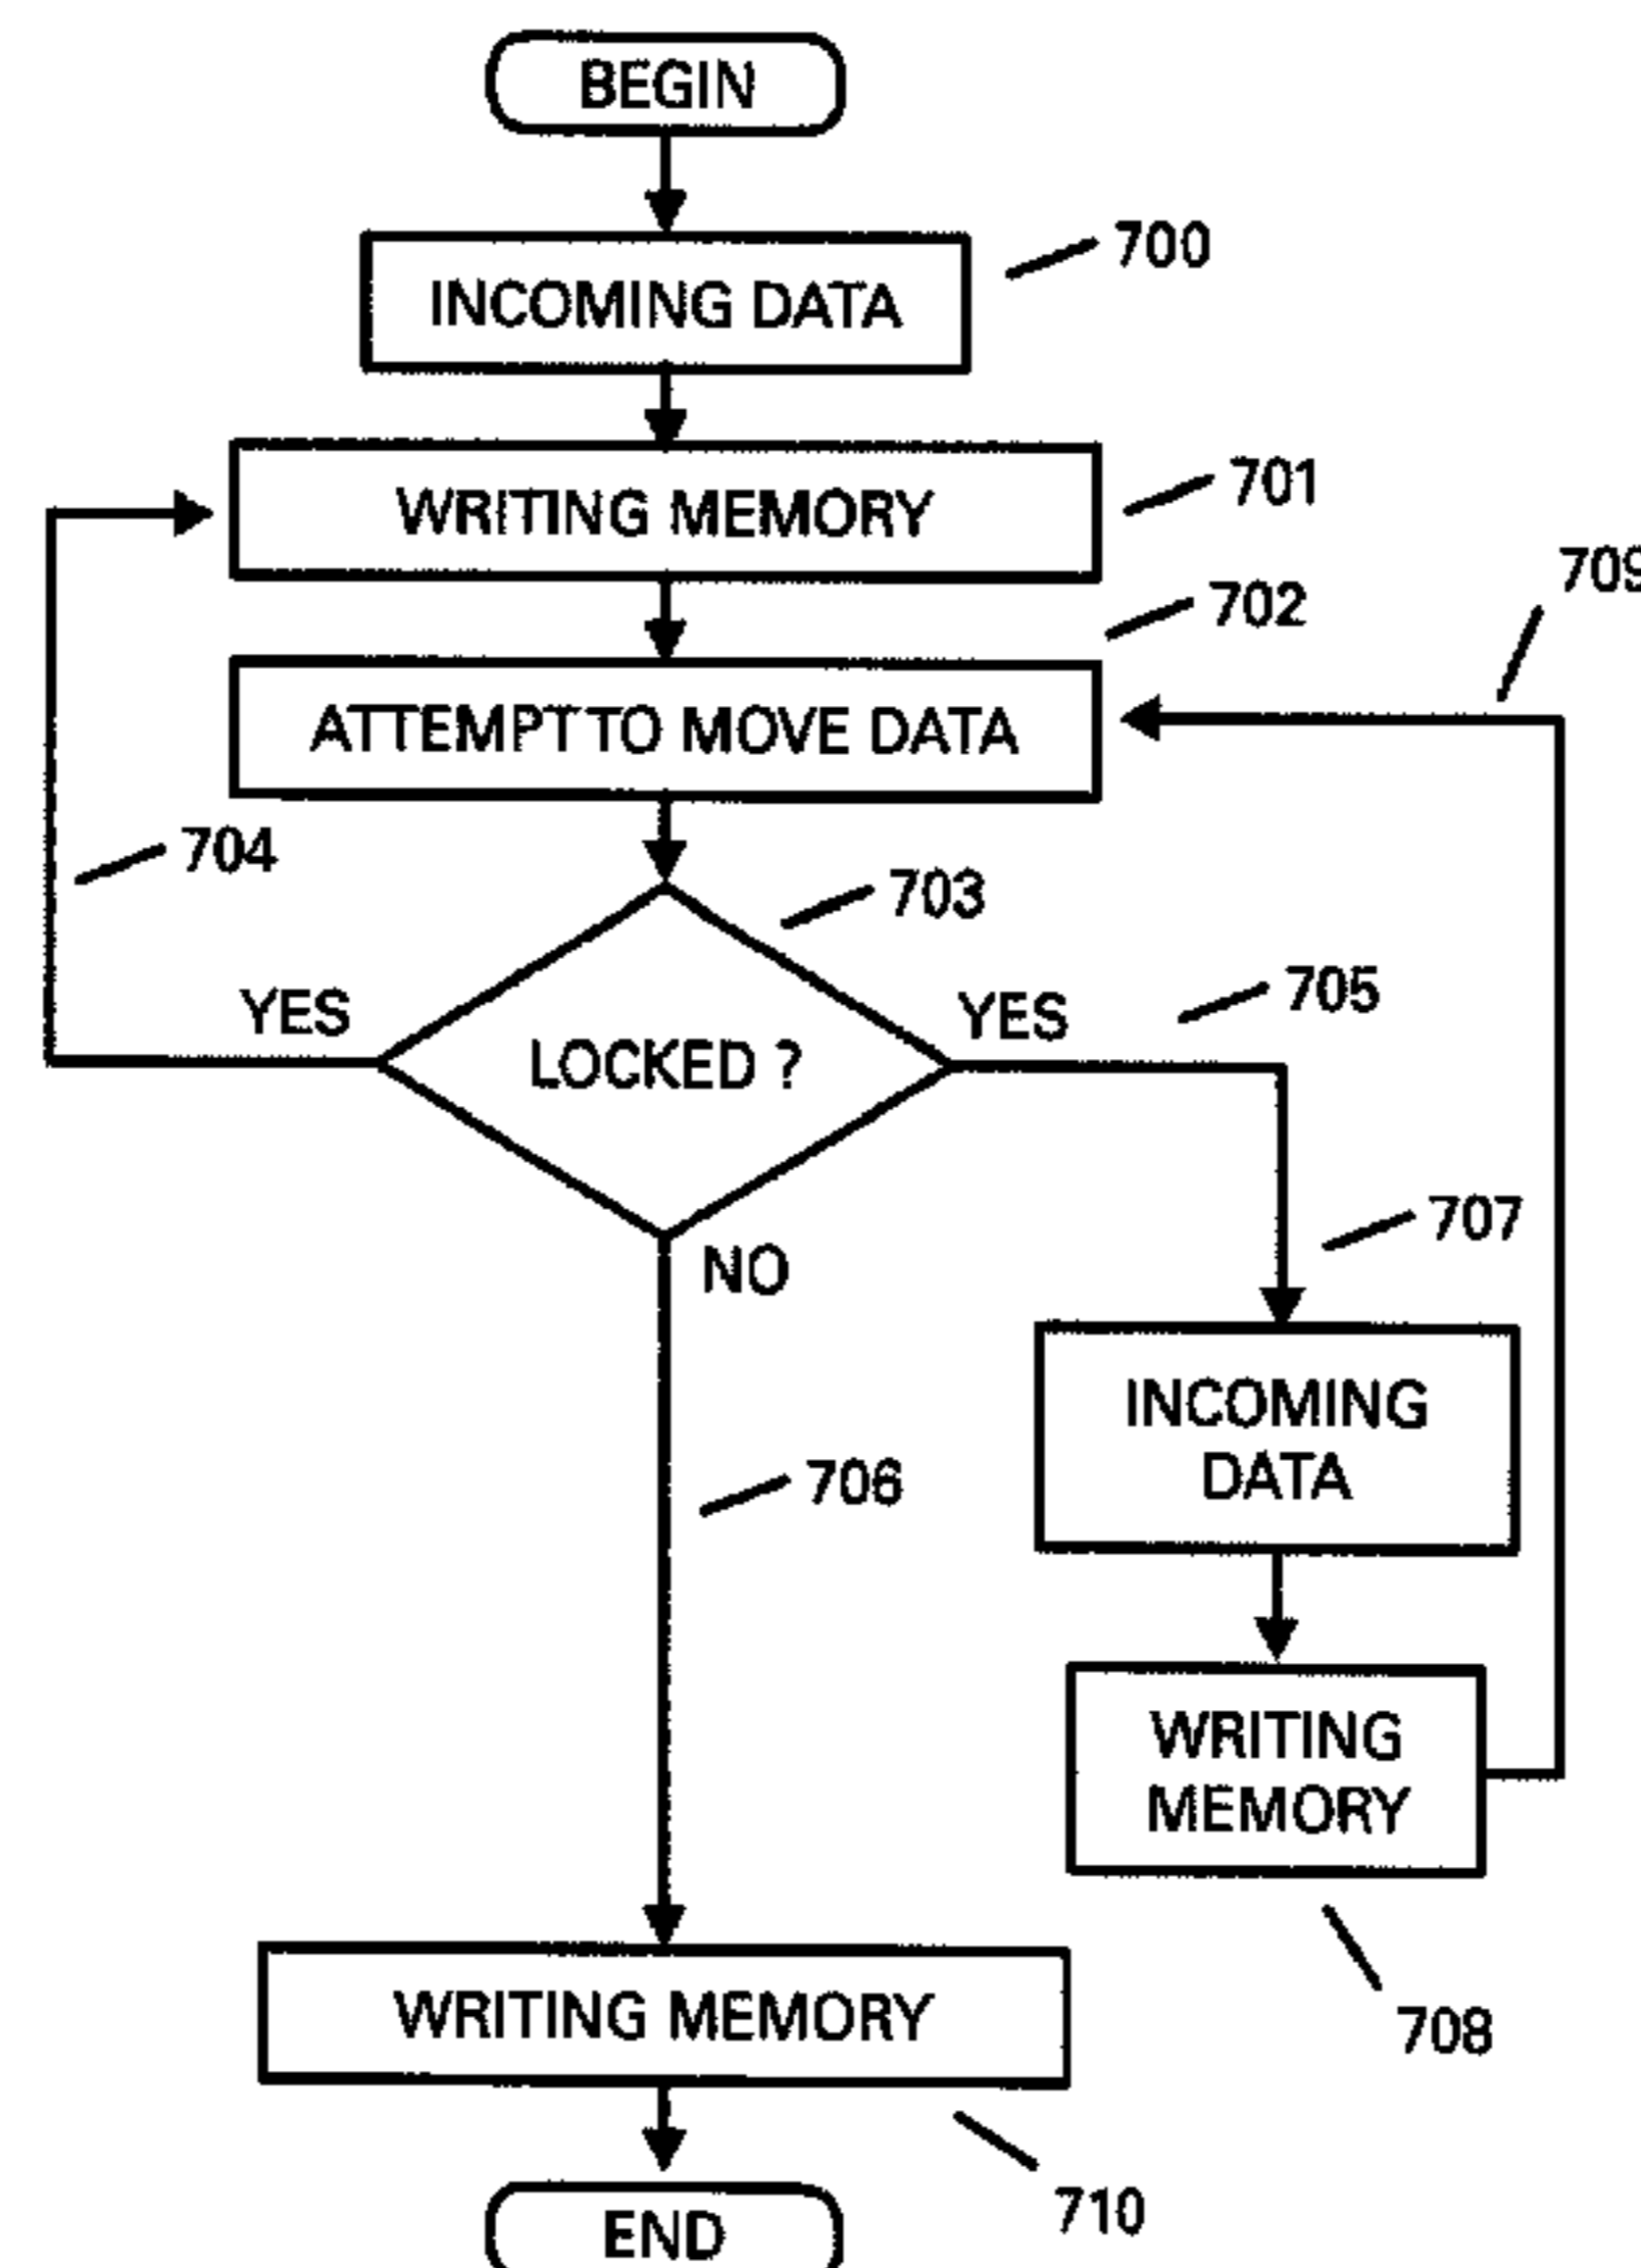 BEGIN
700
INCOMING DATA
701
WRITING MEMORY
709
702
ATTEMPT TO MOVE DATA
704
703
YES
LOCKED ?
YES
705
707
NO
INCOMING
DATA
706
WRITING
MEMORY
708
WRITING MEMORY
710
END